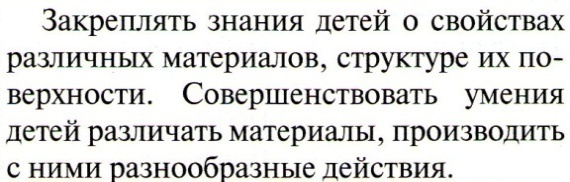 Закреплять знания детей о свойствах
различных материалов, структуре их по-
верхности. Совершенствовать умения
детей различать материалы, производить
с ними разнообразные действия.